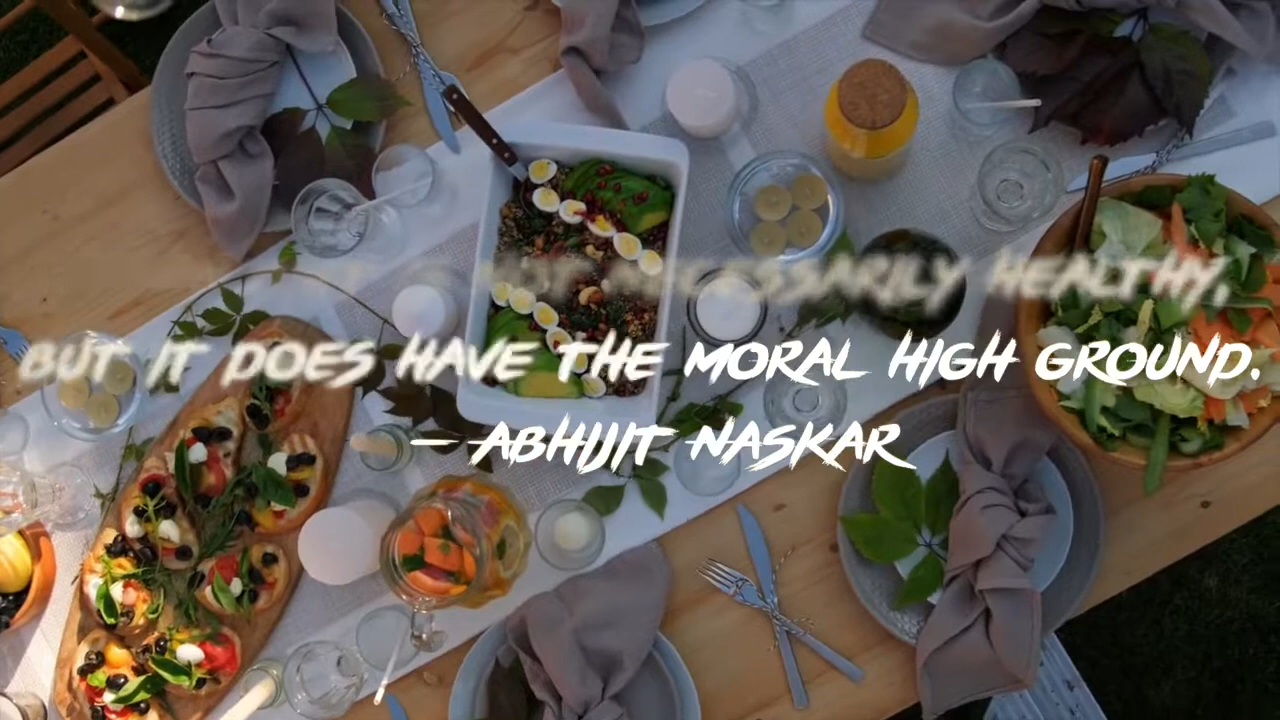 NOT NECESSARILY HEALTHY,
BUT IT DOES HAVE THE MORAL HIGH GROUND.
— ABHIJIT NASKAR